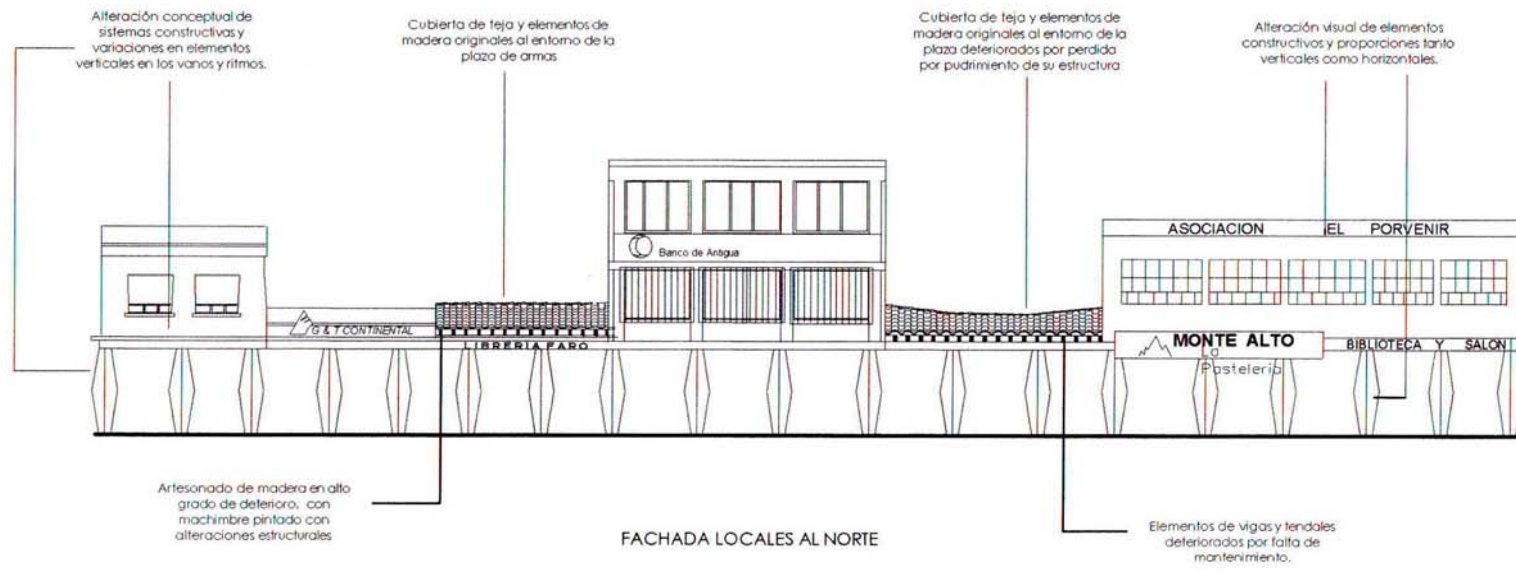 Alteración conceptual de
sistemas constructivas y
variaciones en elementos
verticales en los vanos y ritmos.
Cubierta de teja y elementos de
madera originales al entorno de la
plaza de armas
Cubierta de teja y elementos de
madera originales al entorno de la
plaza deteriorados por perdida
por pudrimiento de su estructura
Alteración visual de elementos
constructivos y proporciones tanto
verticales como horizontales.
Banco de Antigua
ASOCIACION EL PORVENIR
G & T CONTINENTAL
LIBRERIA FARO
MONTE ALTO
La
Pasteleria
BIBLIOTECA Y SALON
Artesonado de madera en alto
grado de deterioro, con
machimbre pintado con
alteraciones estructurales
FACHADA LOCALES AL NORTE
Elementos de vigas y tendales
deteriorados por falta de
mantenimiento.